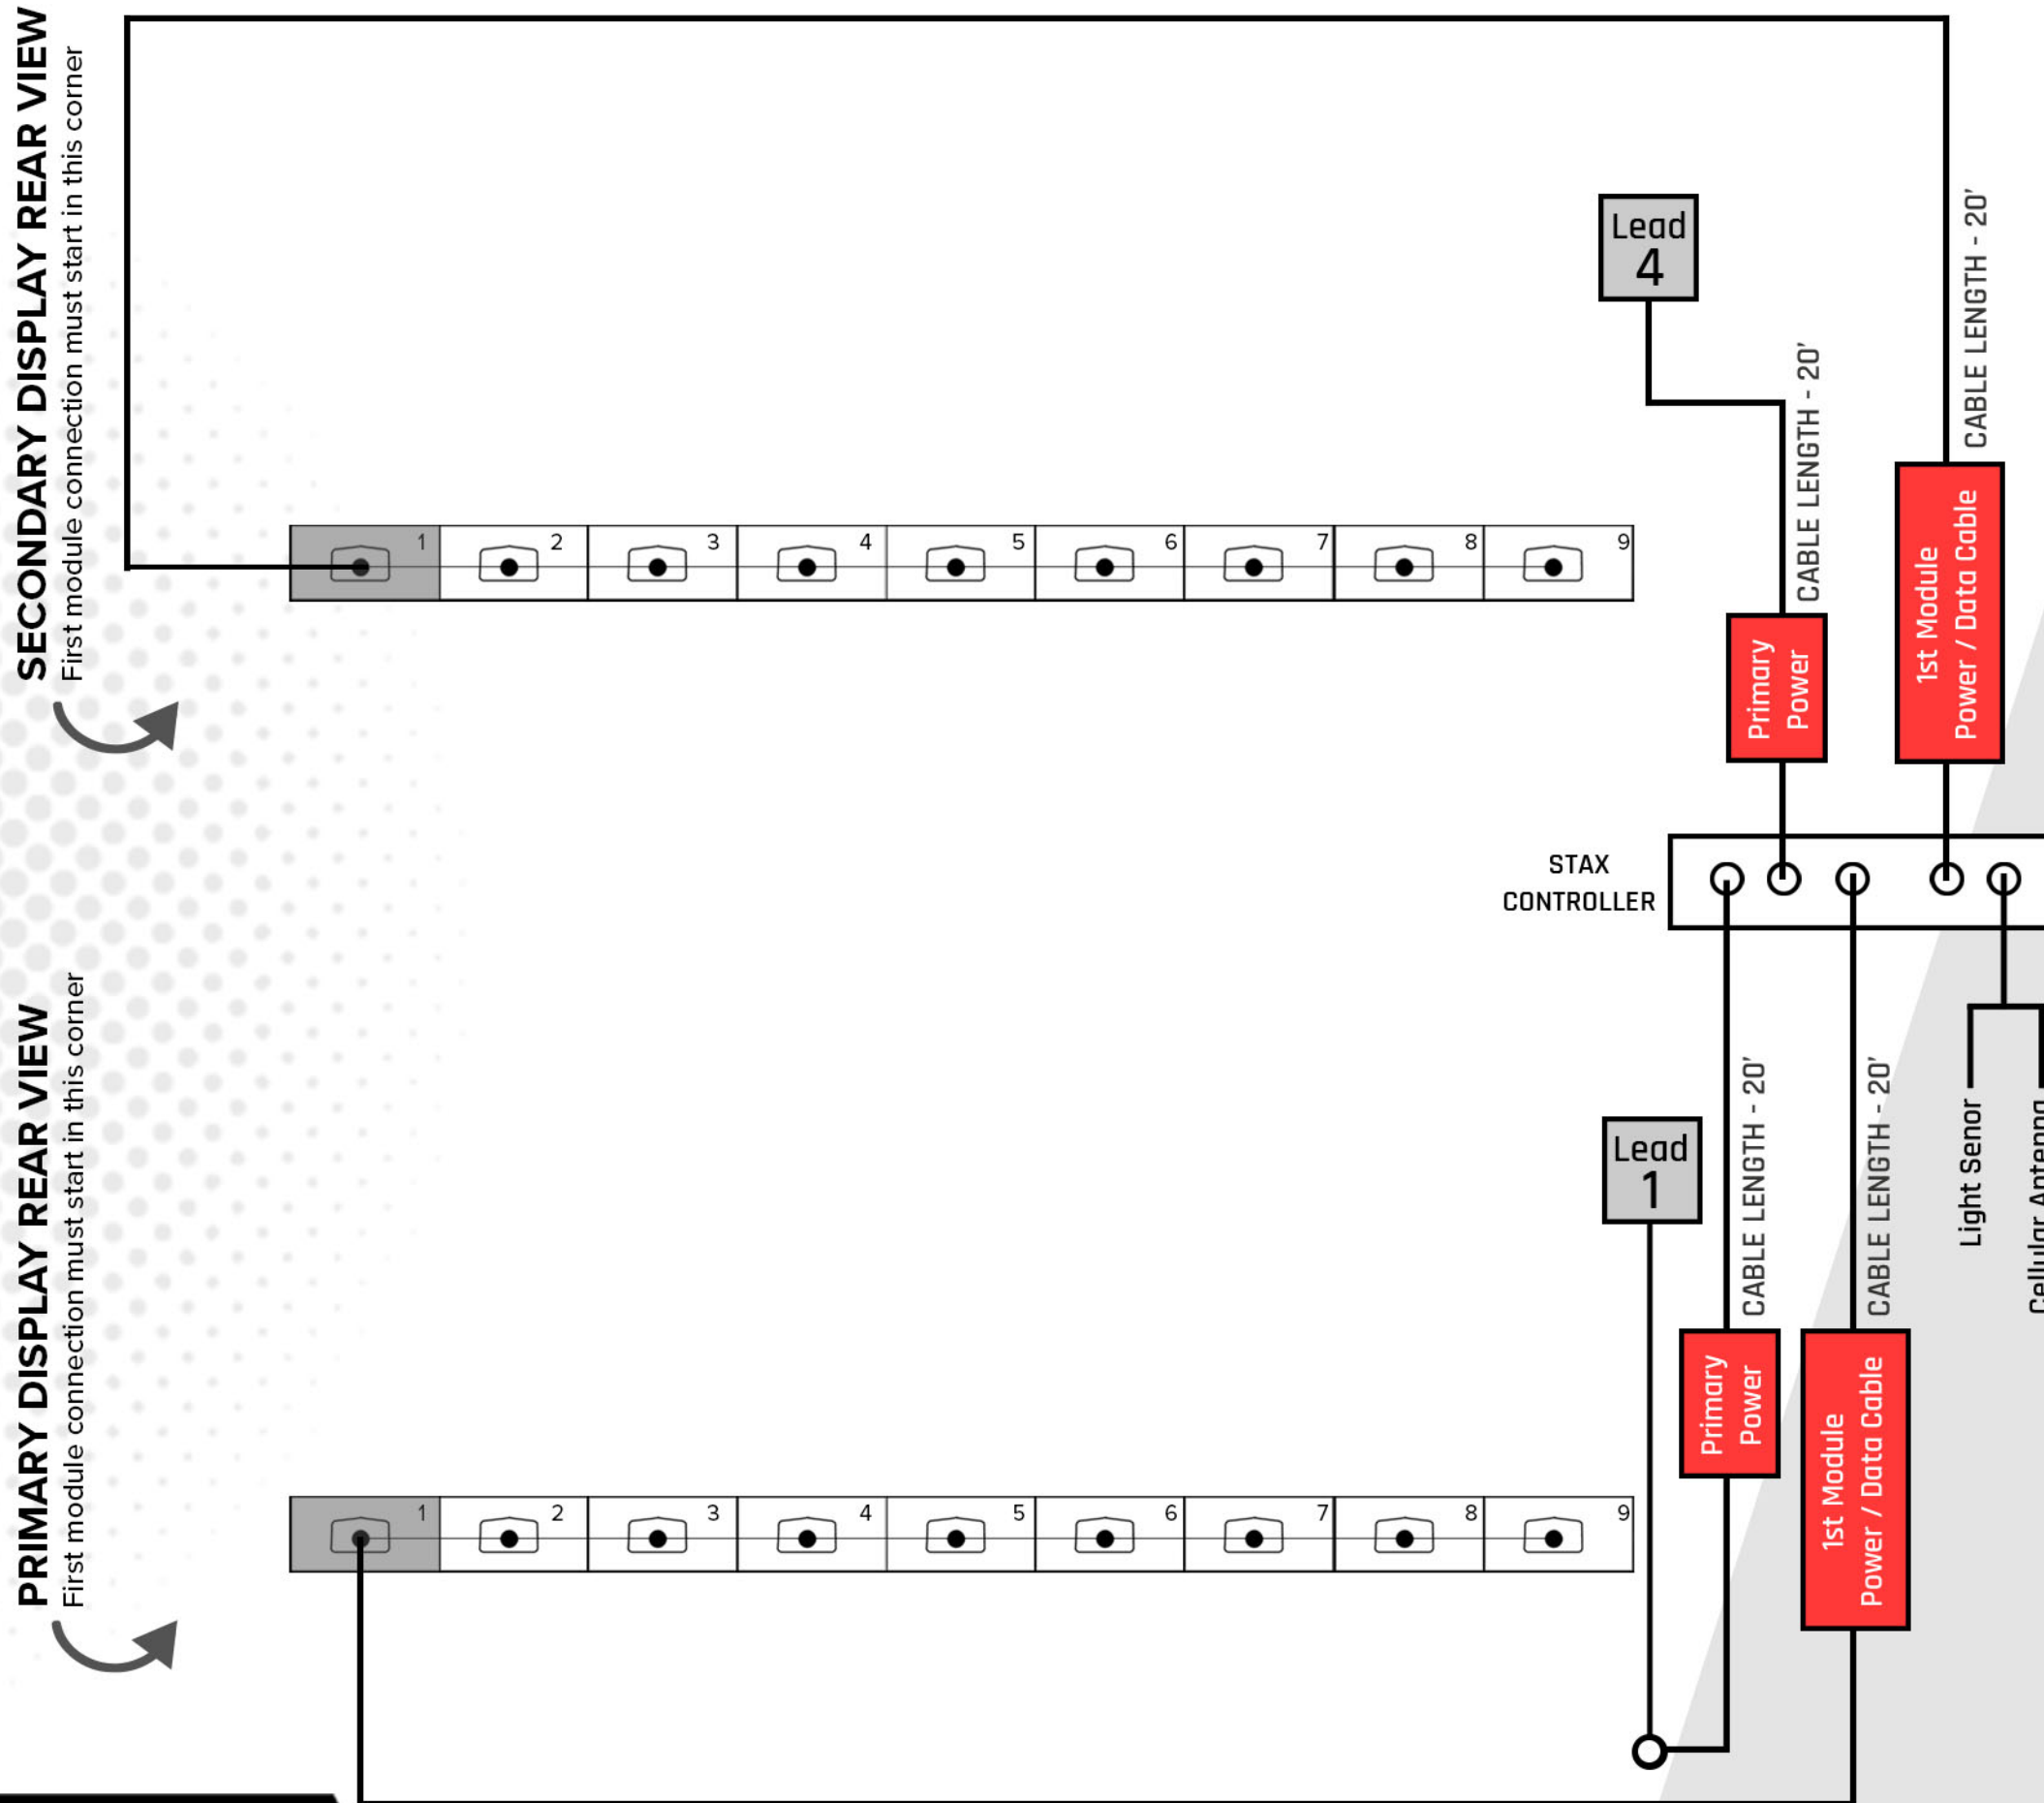 SECONDARY DISPLAY REAR VIEW
First module connection must start in this corner
Lead
4
CABLE LENGTH - 20'
CABLE LENGTH - 20'
1 2 3 4 5 6 7 8 9
Primary
Power
1st Module
Power / Data Cable
STAX
CONTROLLER
PRIMARY DISPLAY REAR VIEW
First module connection must start in this corner
Lead
1
CABLE LENGTH - 20'
CABLE LENGTH - 20'
Light Senor
Cellular Antenna
Primary
Power
1st Module
Power / Data Cable
1 2 3 4 5 6 7 8 9